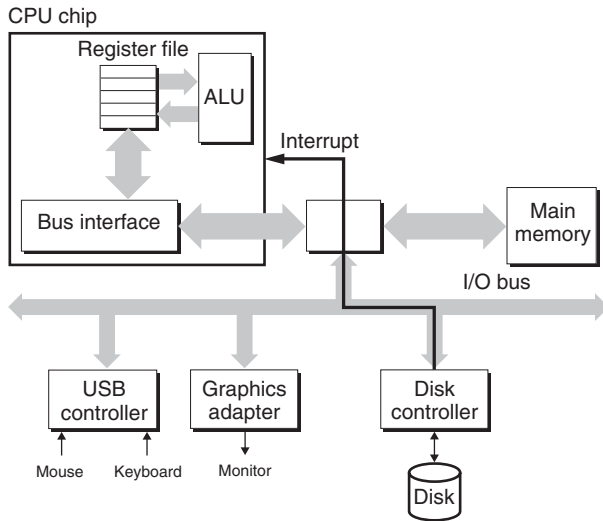 CPU chip
Register file
ALU
Interrupt
Bus interface
Main
memory
I/O bus
USB
controller
Graphics
adapter
Disk
controller
Mouse
Keyboard
Monitor
Disk